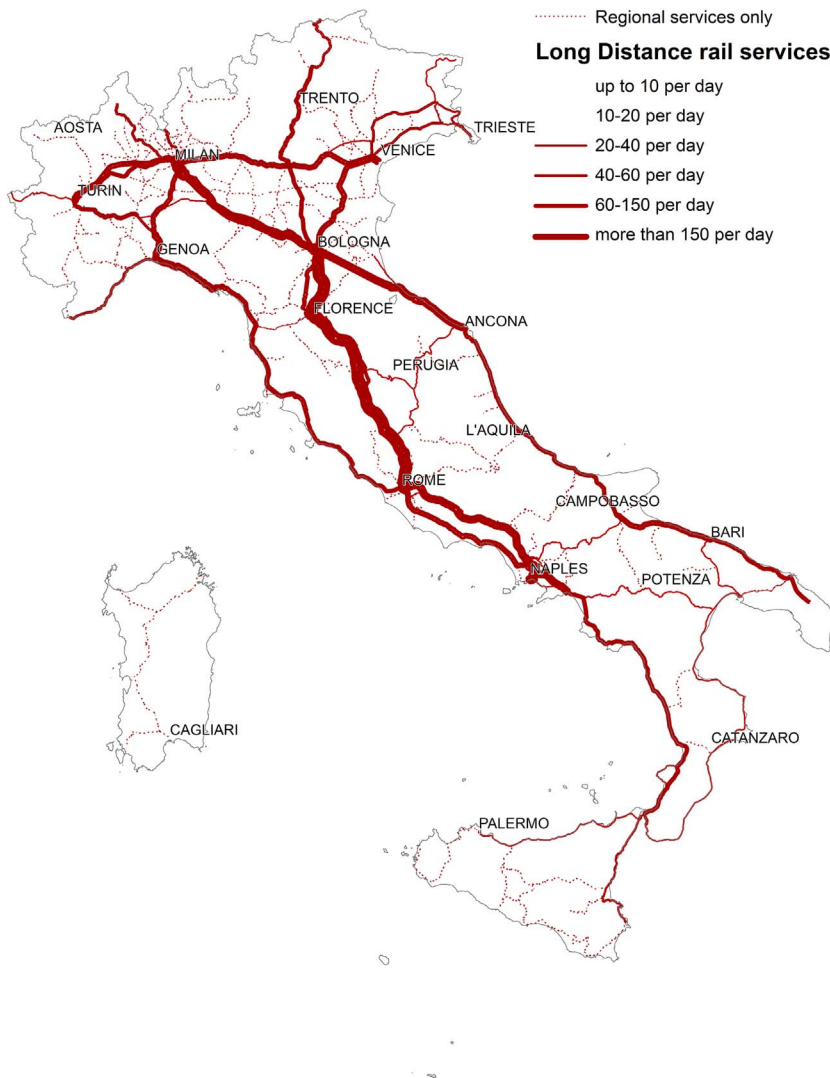 Regional services only
Long Distance rail services
up to 10 per day
10-20 per day
20-40 per day
40-60 per day
60-150 per day
more than 150 per day
TRENTO
AOSTA
TRIESTE
MILAN
VENICE
TURIN
BOLOGNA
GENOA
FLORENCE
ANCONA
PERUGIA
L'AQUILA
ROME
CAMPOBASSO
BARI
NAPLES
POTENZA
CAGLIARI
CATANZARO
PALERMO